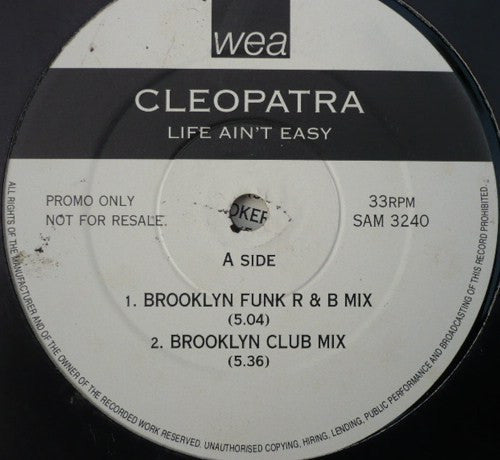 wea
CLEOPATRA
LIFE AIN'T EASY
PROMO ONLY
NOT FOR RESALE.
33RPM
SAM 3240
OKER
A SIDE
1. BROOKLYN FUNK R & B MIX
(5.04)
2. BROOKLYN CLUB MIX
(5.36)
ALL RIGHTS OF THE MANUFACTURER AND OF THE OWNER OF THE RECORDED WORK RESERVED. UNAUTHORISED COPYING, HIRING, LENDING, PUBLIC PERFORMANCE AND BROADCASTING OF THIS RECORD PROHIBITED.